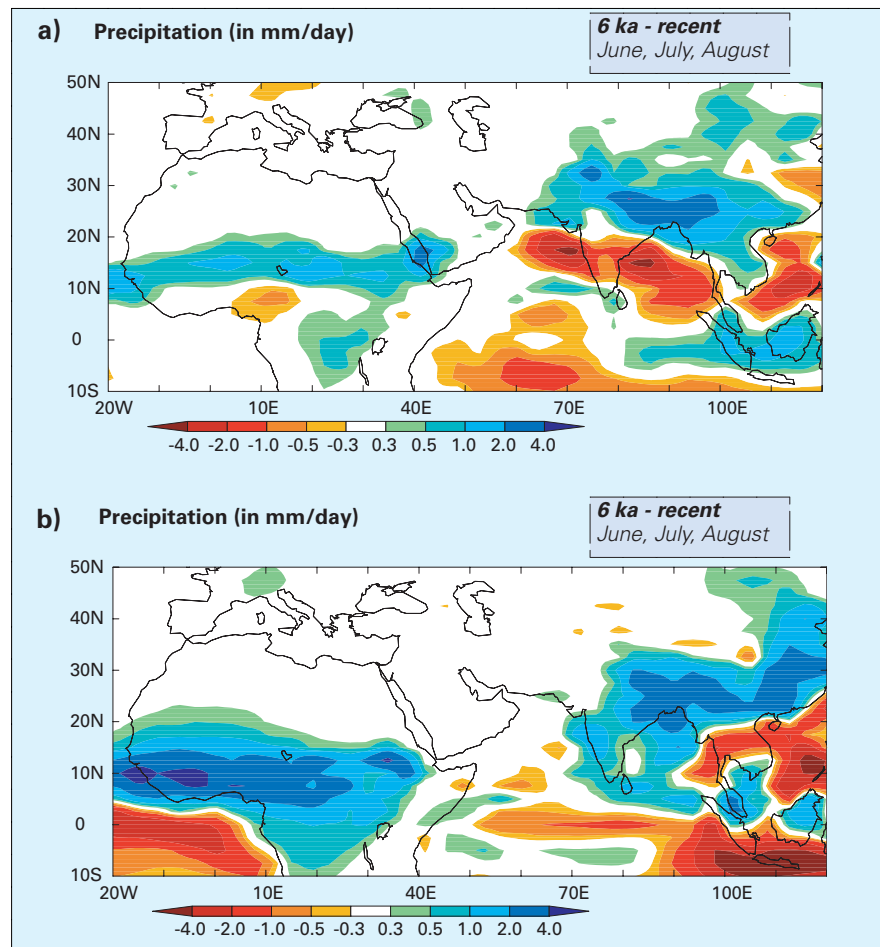 a) Precipitation (in mm/day)
6 ka - recent
June, July, August
50N
40N
30N
20N
10N
0
10S
20W 10E 40E 70E 100E
-4.0 -2.0 -1.0 -0.5 -0.3 0.3 0.5 1.0 2.0 4.0
b) Precipitation (in mm/day)
6 ka - recent
June, July, August
50N
40N
30N
20N
10N
0
10S
20W 10E 40E 70E 100E
-4.0 -2.0 -1.0 -0.5 -0.3 0.3 0.5 1.0 2.0 4.0